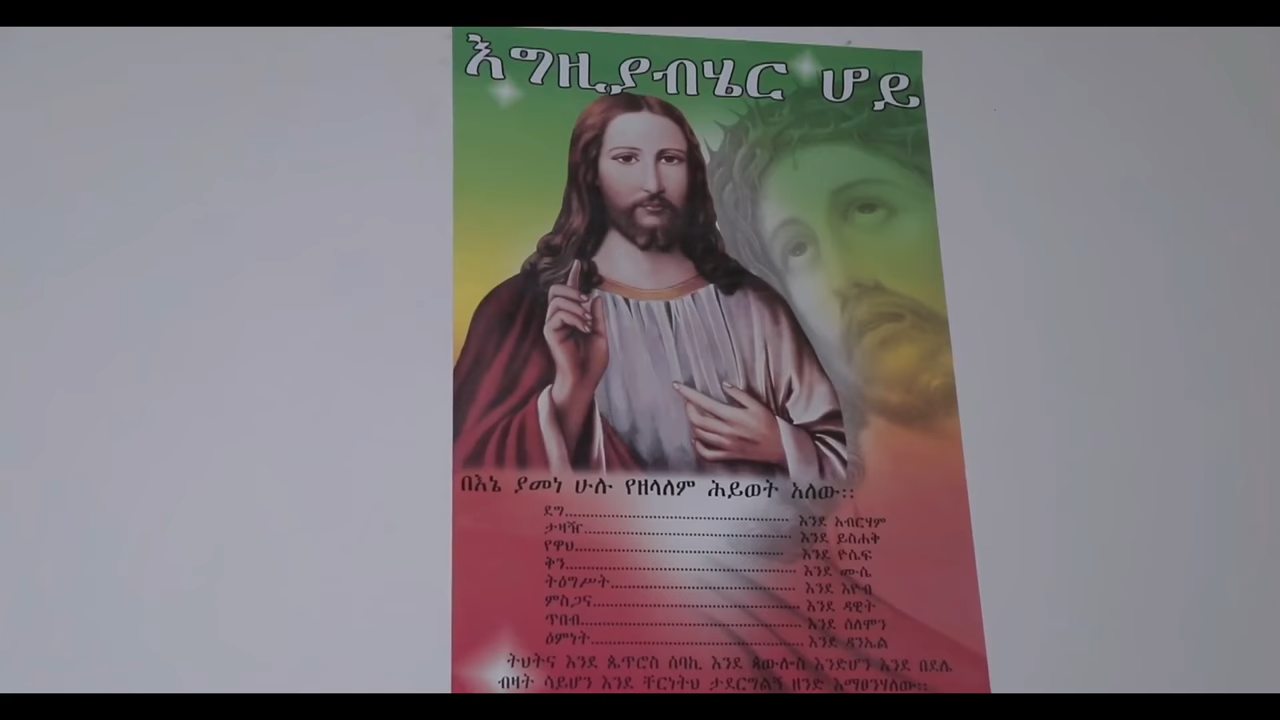 እግዚያብሄር ሆይ
በእኔ ያመነ ሁሉ የዘላለም ሕይወት አለው።
ደግ............ እንደ አብርሃም
ታዛዥ............ እንደ ይስሐቅ
የዋህ............ እንደ ዮሴፍ
ቅን............ እንደ ሙሴ
ትዕግሥት............ እንደ እዮብ
ምስጋና............ እንደ ዳዊት
ጥበብ............ እንደ ሰለሞን
ዕምነት............ እንደ ዳንኤል
ትህትና እንደ ጴጥሮስ ሰባኪ እንደ ጳውሎስ እንድሆን እንደ በደሌ
ብዛት ሳይሆን እንደ ቸርነትህ ታደርግልኝ ዘንድ እማፀንሃለው።